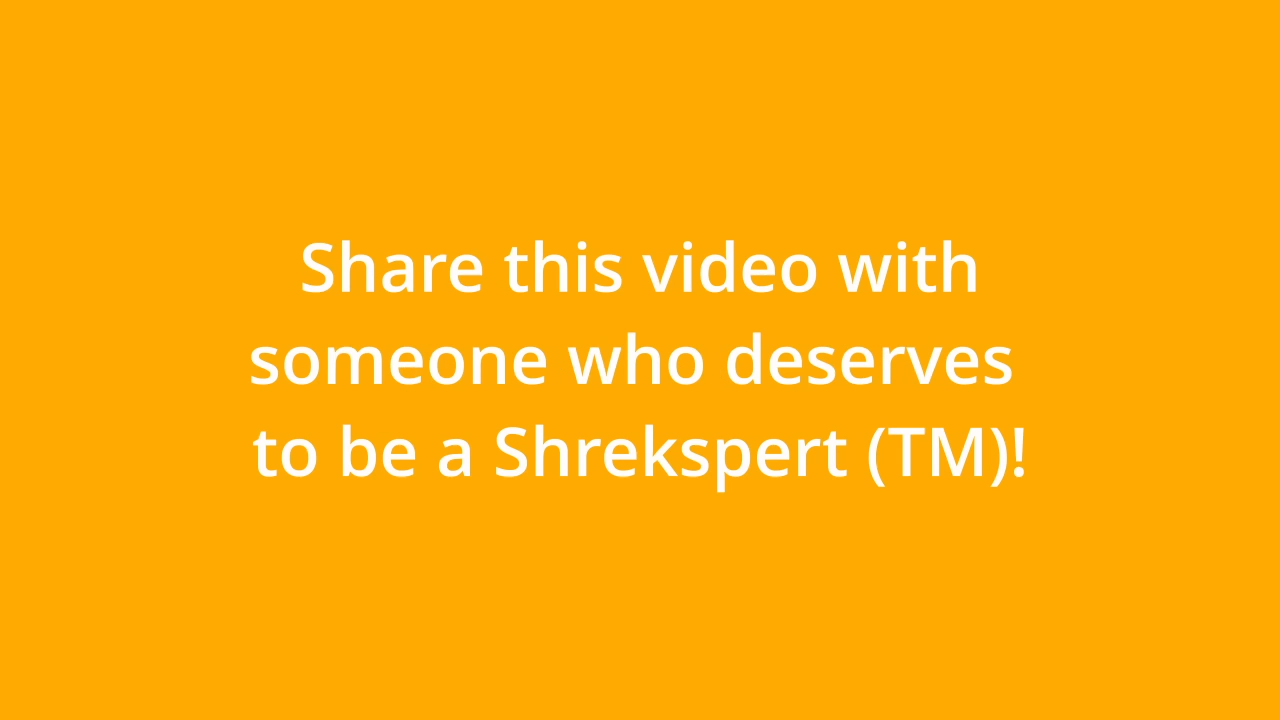 Share this video with
someone who deserves
to be a Shrekspert (TM)!